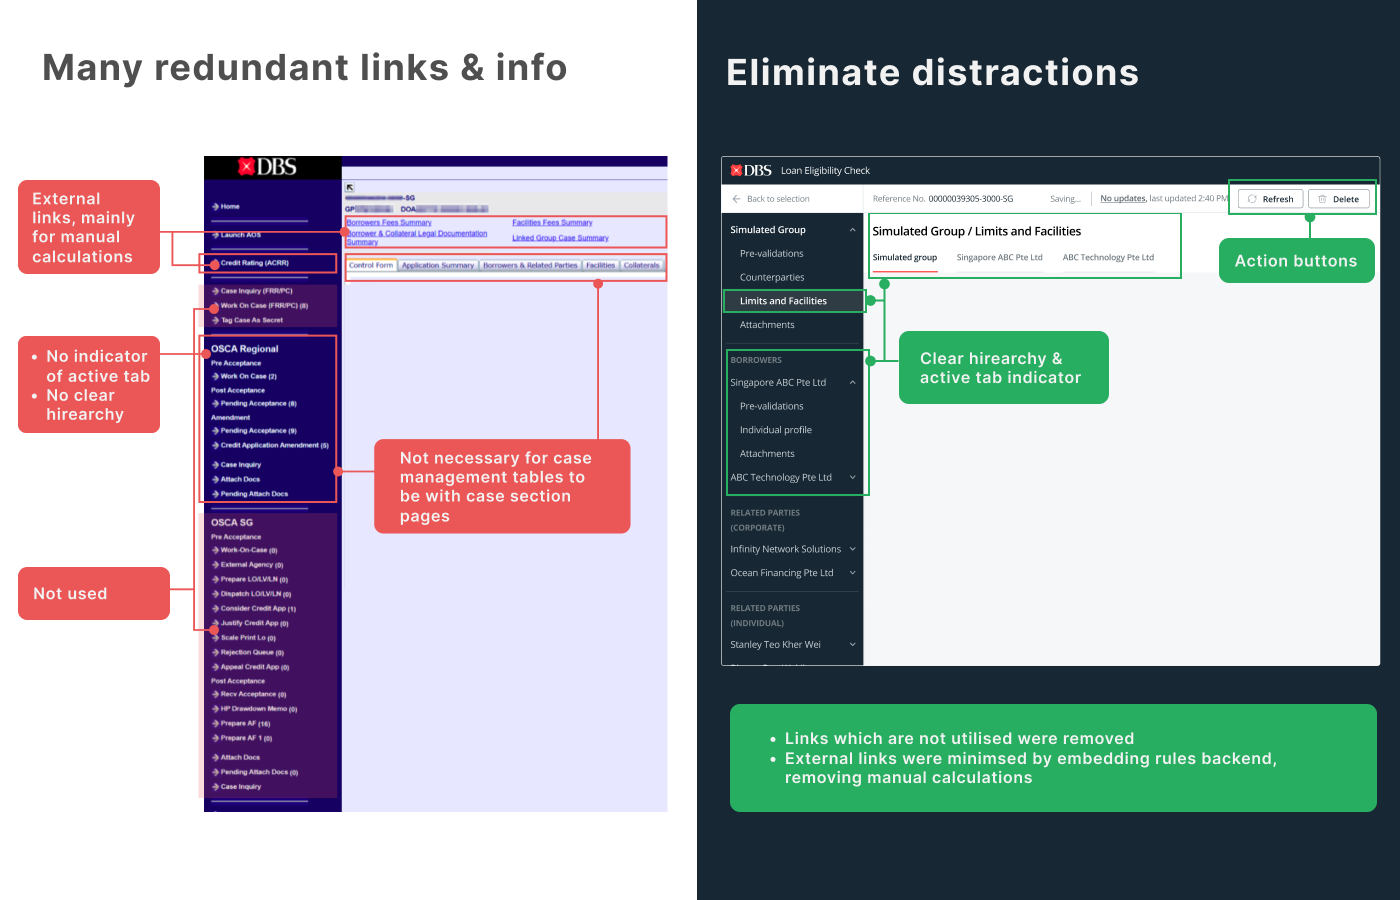 Many redundant links & info
External
links, mainly
for manual
calculations
No indicator
of active tab
No clear
hirearchy
Not used
DBS
Home
Launch AOS
Credit Rating (ACRR)
Case Inquiry (FRR/PC)
Work On Case (FRR/PC) (8)
Tag Case As Secret
OSCA Regional
Pre Acceptance
Work On Case (2)
Post Acceptance
Pending Acceptance (8)
Amendment
Pending Acceptance (9)
Credit Application Amendment (5)
Case Inquiry
Attach Docs
Pending Attach Docs
OSCA SG
Pre Acceptance
Work-On-Case (0)
External Agency (0)
Prepare LO/LV/LN (0)
Dispatch LO/LV/LN (0)
Consider Credit App (1)
Justify Credit App (0)
Scale Print Lo (0)
Rejection Queue (0)
Appeal Credit App (0)
Post Acceptance
Recv Acceptance (0)
HP Drawdown Memo (0)
Prepare AF (16)
Prepare AF 1 (0)
Attach Docs
Pending Attach Docs (0)
Case Inquiry
-SG
GP DOA
Borrowers Fees Summary Facilities Fees Summary
Borrower & Collateral Legal Documentation
Summary Linked Group Case Summary
Control Form Application Summary Borrowers & Related Parties Facilities Collaterals
Not necessary for case
management tables to
be with case section
pages
Eliminate distractions
DBS Loan Eligibility Check
Back to selection Reference No. 00000039305-3000-SG Saving... No updates, last updated 2:40 PM Refresh Delete
Simulated Group
Pre-validations
Counterparties
Limits and Facilities
Attachments
BORROWERS
Singapore ABC Pte Ltd
Pre-validations
Individual profile
Attachments
ABC Technology Pte Ltd
RELATED PARTIES
(CORPORATE)
Infinity Network Solutions
Ocean Financing Pte Ltd
RELATED PARTIES
(INDIVIDUAL)
Stanley Teo Kher Wei
Simulated Group / Limits and Facilities
Simulated group Singapore ABC Pte Ltd ABC Technology Pte Ltd
Action buttons
Clear hirearchy &
active tab indicator
Links which are not utilised were removed
External links were minimsed by embedding rules backend,
removing manual calculations